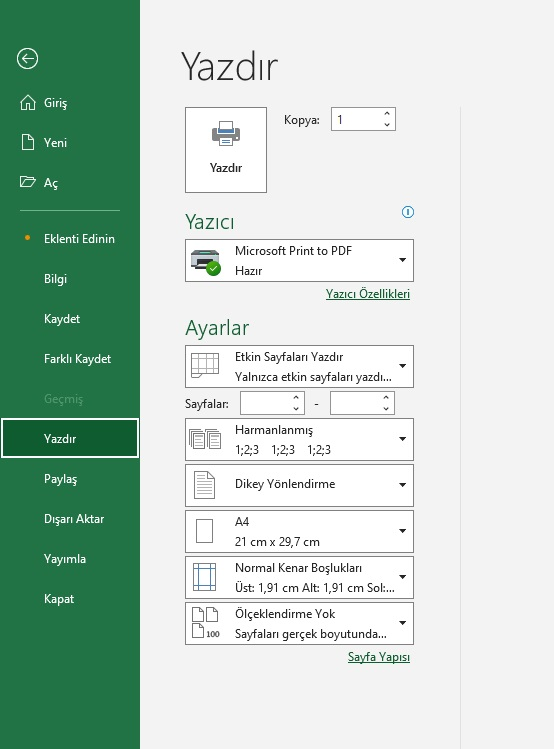 Yazdır
Giriş
Yeni
Aç
Eklenti Edinin
Bilgi
Kaydet
Farklı Kaydet
Geçmiş
Yazdır
Paylaş
Dışarı Aktar
Yayımla
Kapat
Yazdır
Kopya: 1
Yazıcı
Microsoft Print to PDF
Hazır
Yazıcı Özellikleri
Ayarlar
Etkin Sayfaları Yazdır
Yalnızca etkin sayfaları yazdı...
Sayfalar: -
Harmanlanmış
1;2;3 1;2;3 1;2;3
Dikey Yönlendirme
A4
21 cm x 29,7 cm
Normal Kenar Boşlukları
Üst: 1,91 cm Alt: 1,91 cm Sol:...
Ölçeklendirme Yok
100 Sayfaları gerçek boyutunda...
Sayfa Yapısı